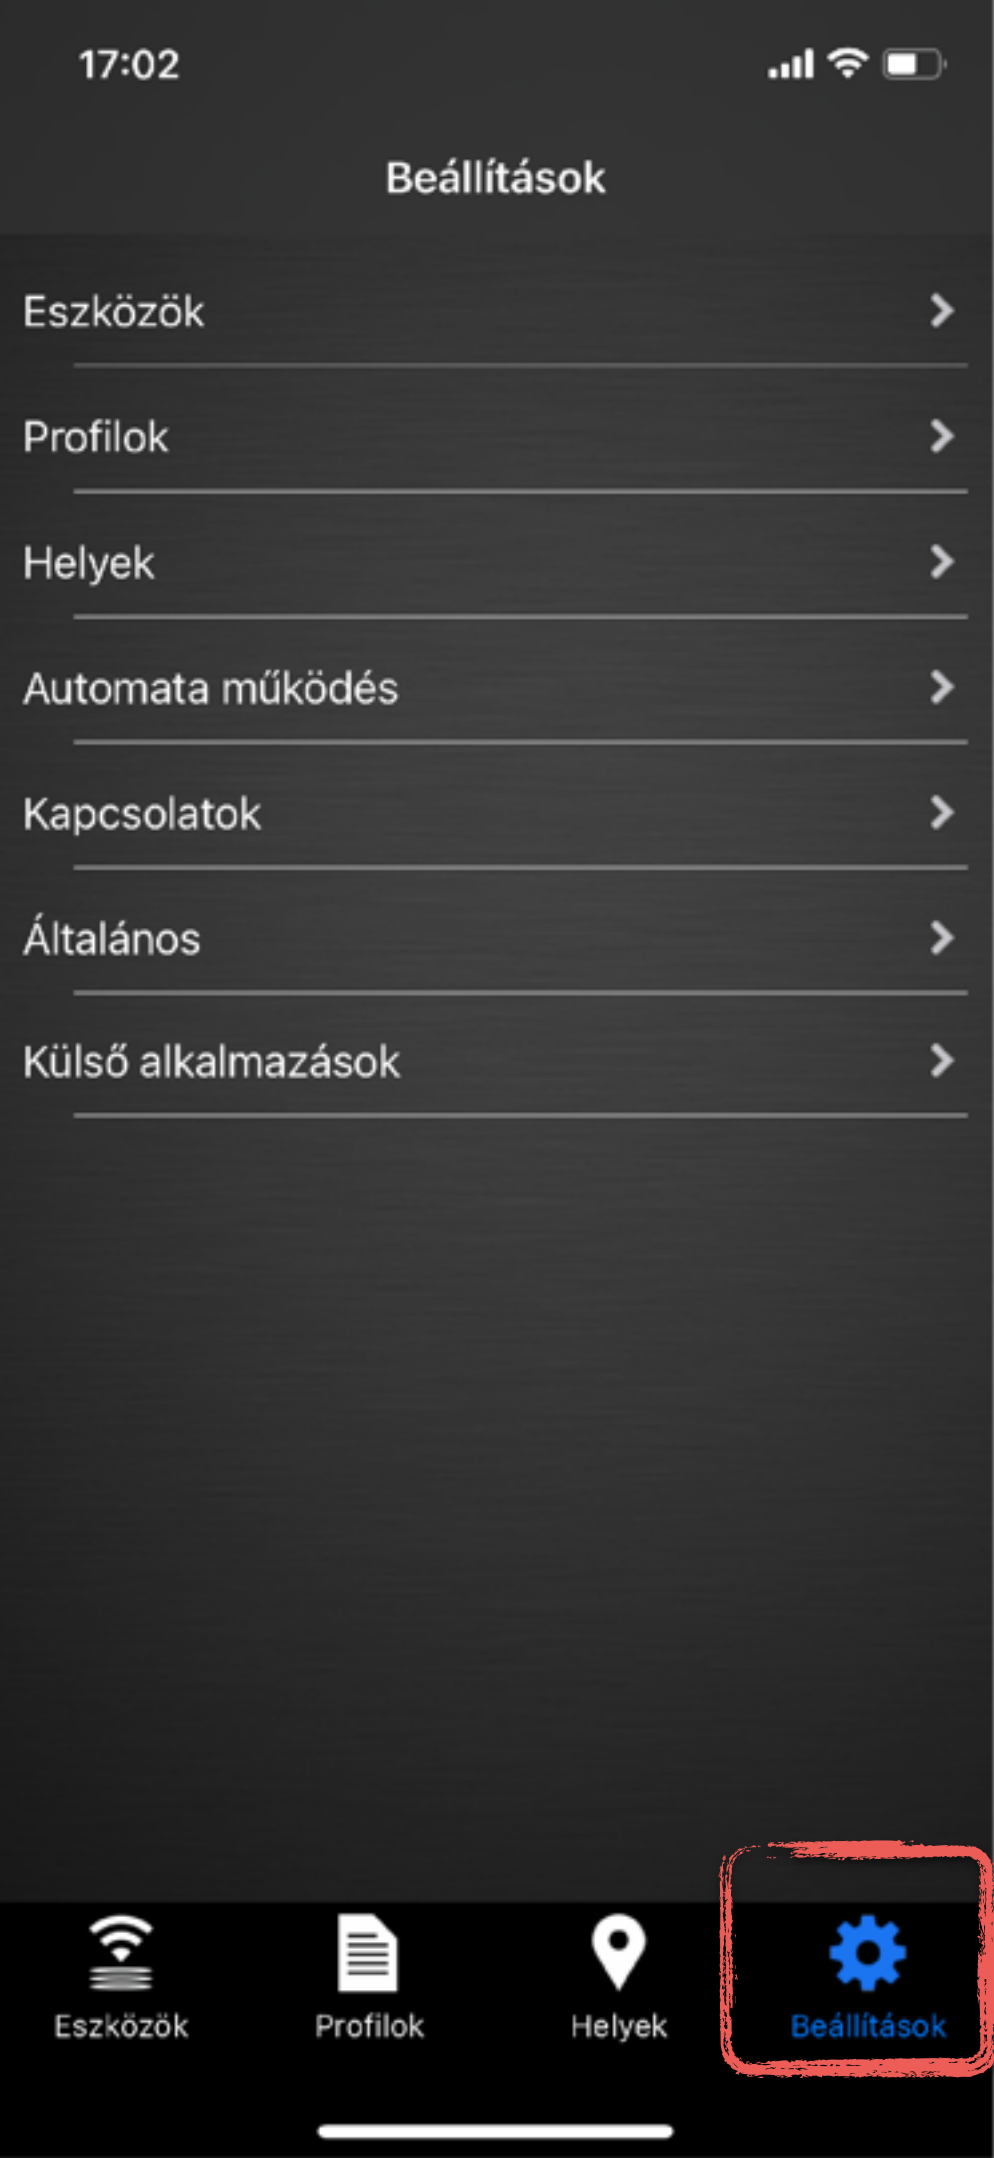 17:02
Beállítások
Eszközök
Profilok
Helyek
Automata működés
Kapcsolatok
Általános
Külső alkalmazások
Eszközök Profilok Helyek Beállítások